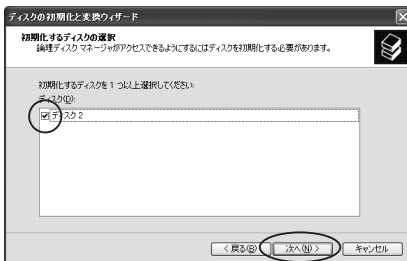 ディスクの初期化と変換ウィザード
初期化するディスクの選択
論理ディスク マネージャがアクセスできるようにするにはディスクを初期化する必要があります。
初期化するディスクを 1 つ以上選択してください:
ディスク(D):
ディスク 2
< 戻る(B)
次へ(N) >
キャンセル